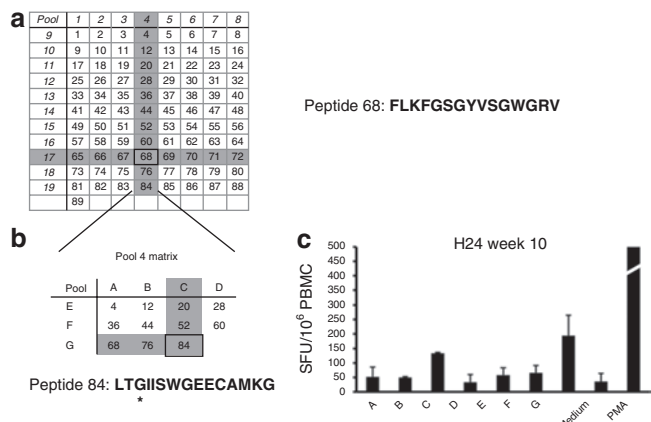 a
Pool 1 2 3 4 5 6 7 8
9 1 2 3 4 5 6 7 8
10 9 10 11 12 13 14 15 16
11 17 18 19 20 21 22 23 24
12 25 26 27 28 29 30 31 32
13 33 34 35 36 37 38 39 40
14 41 42 43 44 45 46 47 48
15 49 50 51 52 53 54 55 56
16 57 58 59 60 61 62 63 64
17 65 66 67 68 69 70 71 72
18 73 74 75 76 77 78 79 80
19 81 82 83 84 85 86 87 88
89
Peptide 68: FLKFGSGYVSGWGRV
b
Pool 4 matrix
A B C D
E 4 12 20 28
F 36 44 52 60
G 68 76 84
Peptide 84: LTGIISWGEECAMKG
*
c
H24 week 10
SFU/10⁶ PBMC
500
450
400
350
300
250
200
150
100
50
0
A B C D E F G Medium PMA